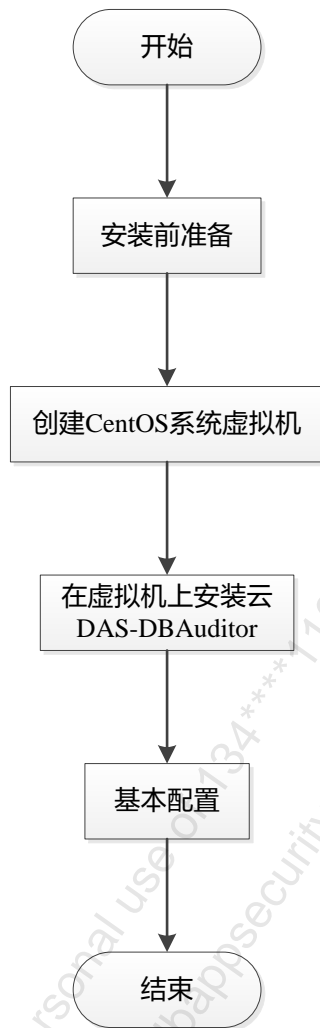 开始
安装前准备
创建CentOS系统虚拟机
在虚拟机上安装云
DAS-DBAuditor
基本配置
结束